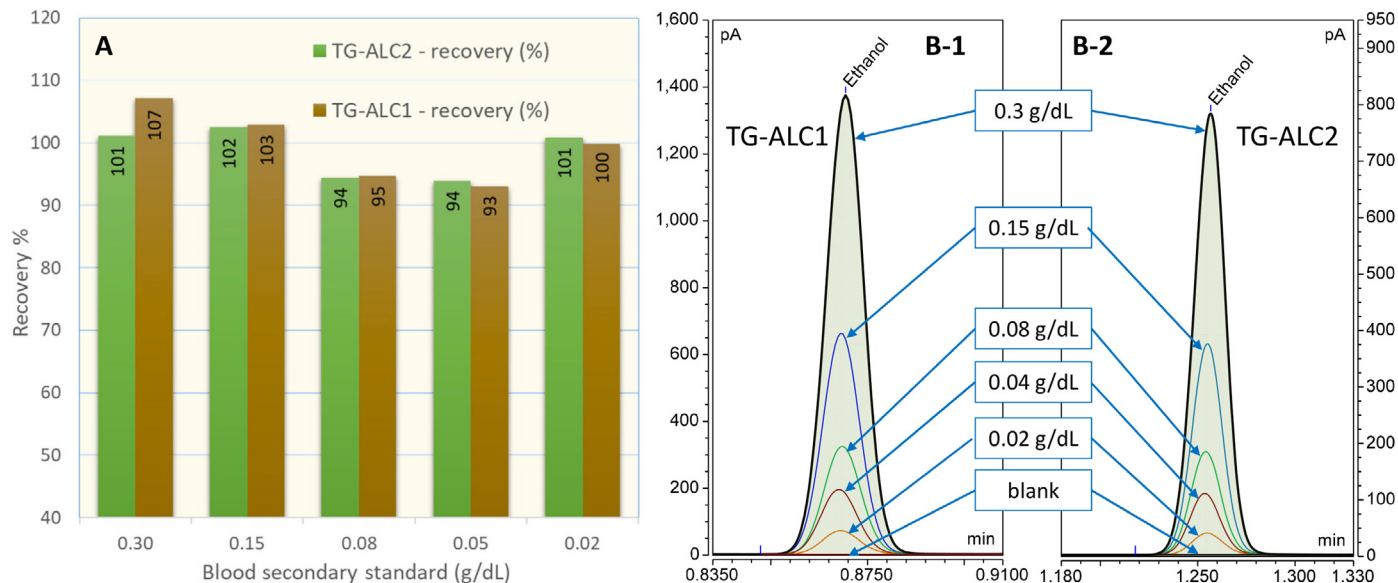 A
TG-ALC2 - recovery (%)
TG-ALC1 - recovery (%)
Recovery %
120
110
100
90
80
70
60
50
40
101
107
102
103
94
95
94
93
101
100
0.30
0.15
0.08
0.05
0.02
Blood secondary standard (g/dL)
B-1
pA
TG-ALC1
Ethanol
1,600
1,400
1,200
1,000
800
600
400
200
0
min
0.8350
0.8750
0.9100
0.3 g/dL
0.15 g/dL
0.08 g/dL
0.04 g/dL
0.02 g/dL
blank
B-2
pA
TG-ALC2
Ethanol
950
900
800
700
600
500
400
300
200
100
0
min
1.180
1.250
1.300
1.330